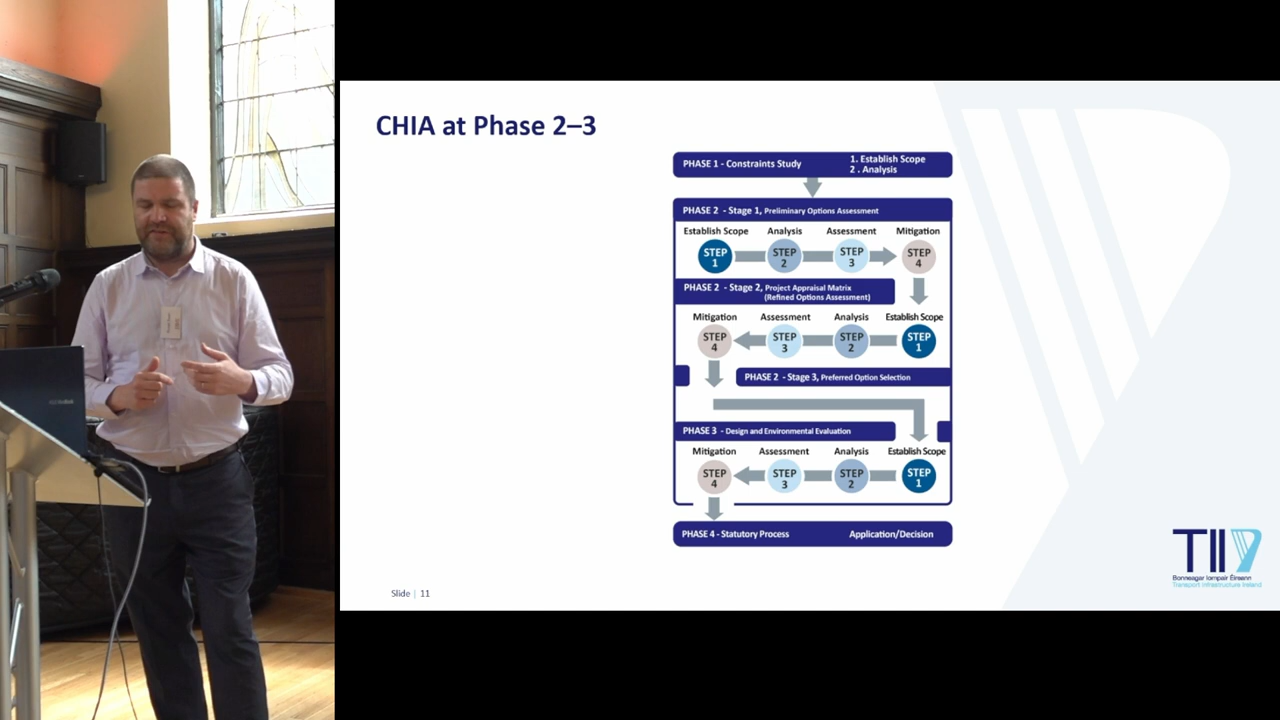 CHIA at Phase 2–3
PHASE 1 - Constraints Study
1. Establish Scope
2 . Analysis
PHASE 2 - Stage 1, Preliminary Options Assessment
Establish Scope Analysis Assessment Mitigation
STEP 1 STEP 2 STEP 3 STEP 4
PHASE 2 - Stage 2, Project Appraisal Matrix
(Refined Options Assessment)
Mitigation Assessment Analysis Establish Scope
STEP 4 STEP 3 STEP 2 STEP 1
PHASE 2 - Stage 3, Preferred Option Selection
PHASE 3 - Design and Environmental Evaluation
Mitigation Assessment Analysis Establish Scope
STEP 4 STEP 3 STEP 2 STEP 1
PHASE 4 - Statutory Process Application/Decision
TII
Bonneagar Iompair Éireann
Transport Infrastructure Ireland
Slide | 11